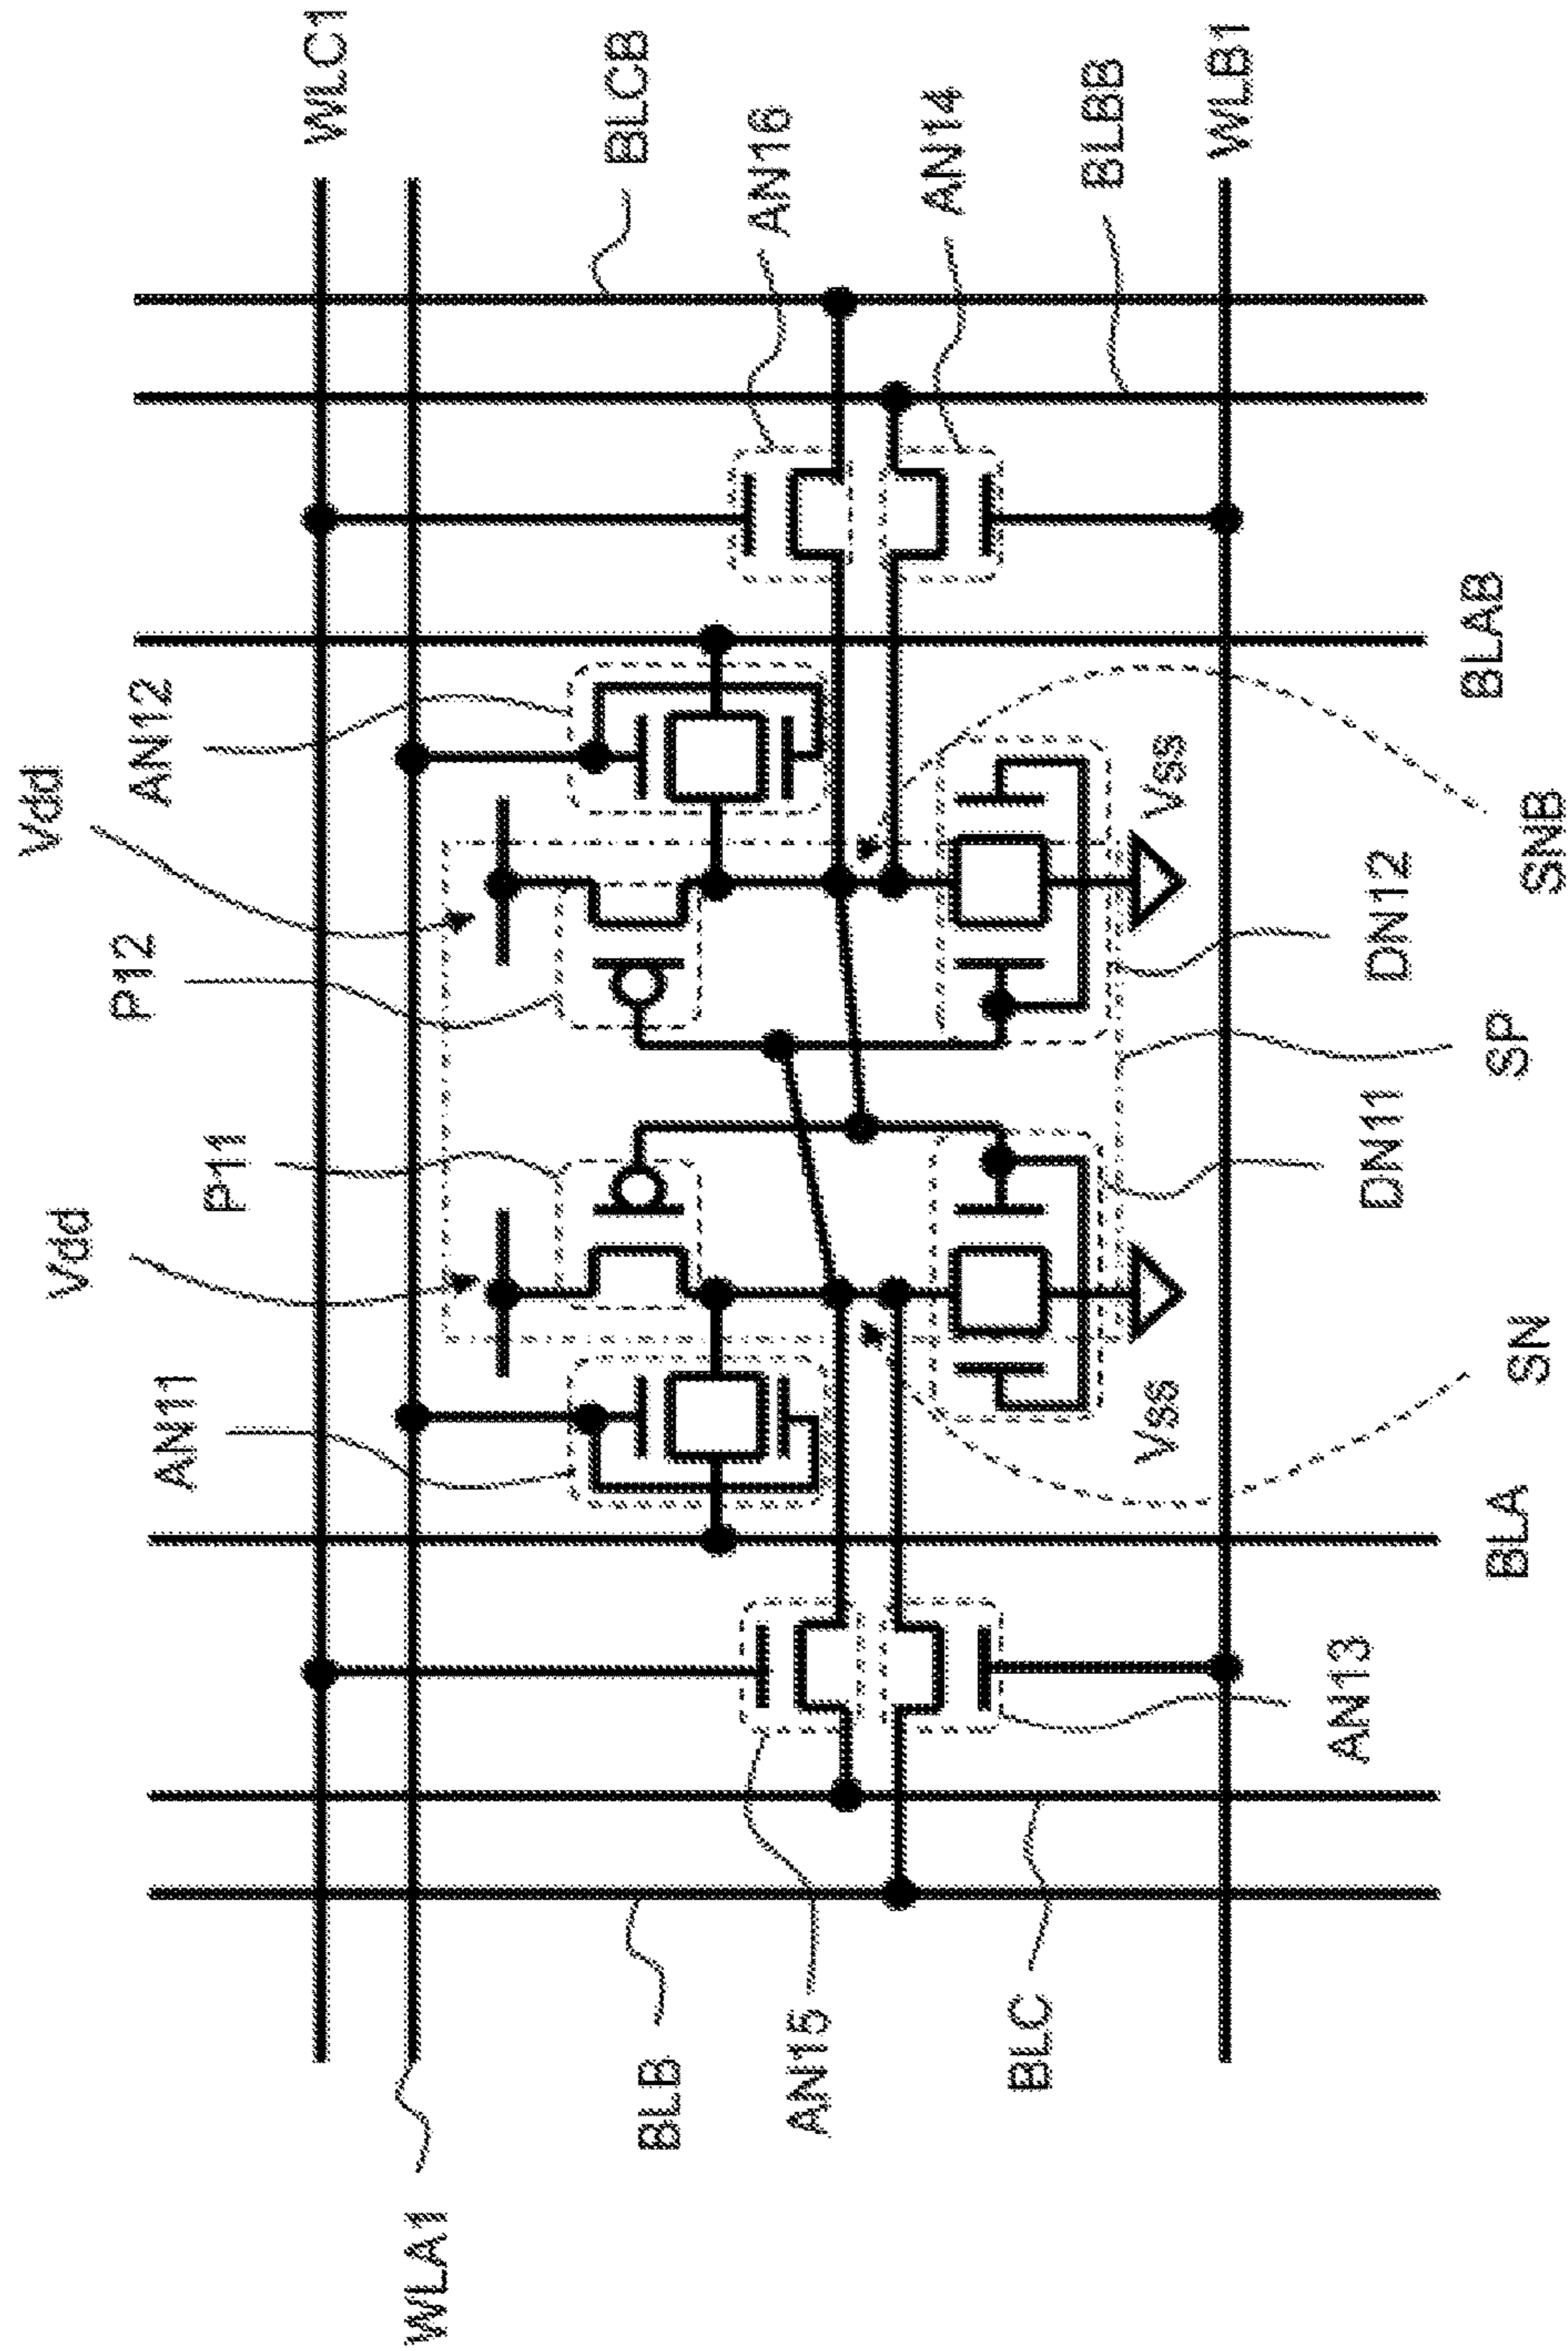 WLC1
BLCB
AN16
AN14
BLBB
WLB1
Vdd
AN12
P12
P11
Vdd
AN11
BLAB
Vss
SNB
DN12
SP
DN11
SN
Vss
BLA
AN13
BLB
AN15
BLC
WLA1